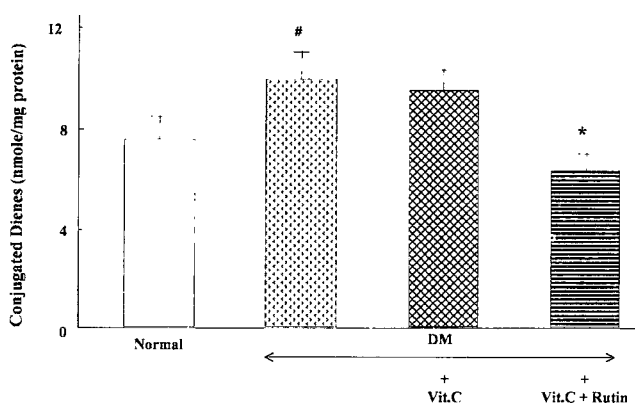 Conjugated Dienes (nmole/mg protein)
12
8
4
0
#
*
Normal
DM
+
+
Vit.C
Vit.C + Rutin